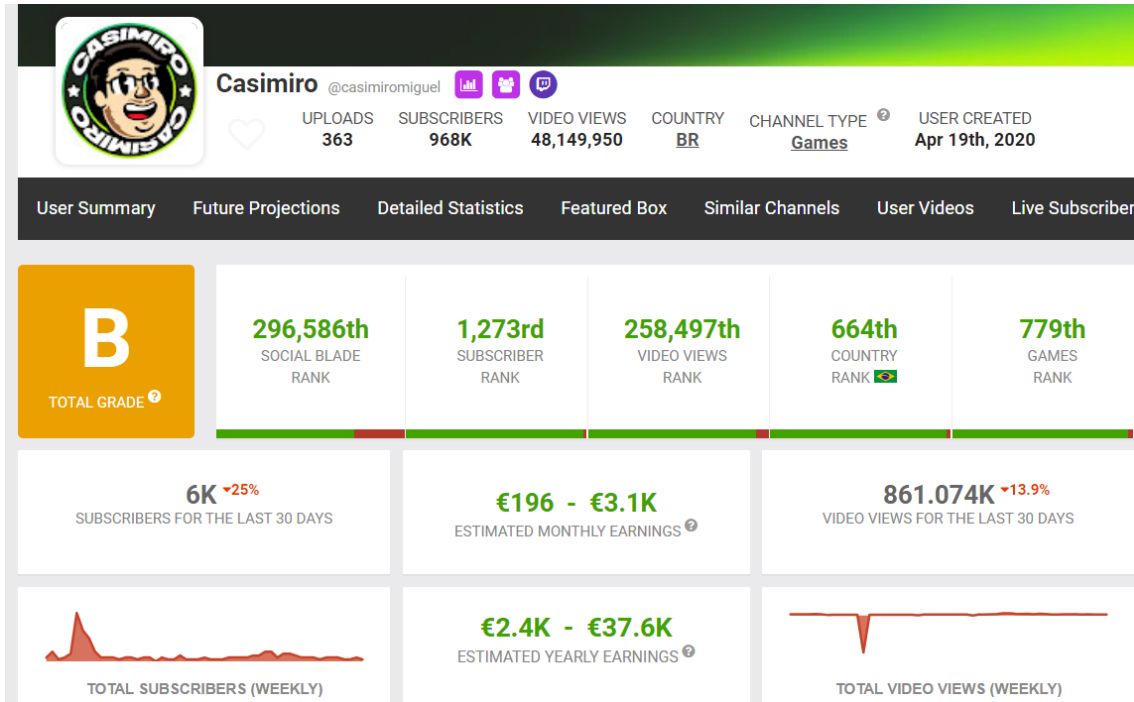 CASIMIRO
CASIMIRO
Casimiro @casimiromiguel
UPLOADS SUBSCRIBERS VIDEO VIEWS COUNTRY CHANNEL TYPE ? USER CREATED
363 968K 48,149,950 BR Games Apr 19th, 2020
User Summary Future Projections Detailed Statistics Featured Box Similar Channels User Videos Live Subscriber
B
TOTAL GRADE ?
296,586th 1,273rd 258,497th 664th 779th
SOCIAL BLADE SUBSCRIBER VIDEO VIEWS COUNTRY GAMES
RANK RANK RANK RANK RANK
6K 25%
SUBSCRIBERS FOR THE LAST 30 DAYS
€196 - €3.1K
ESTIMATED MONTHLY EARNINGS ?
861.074K 13.9%
VIDEO VIEWS FOR THE LAST 30 DAYS
TOTAL SUBSCRIBERS (WEEKLY)
€2.4K - €37.6K
ESTIMATED YEARLY EARNINGS ?
TOTAL VIDEO VIEWS (WEEKLY)